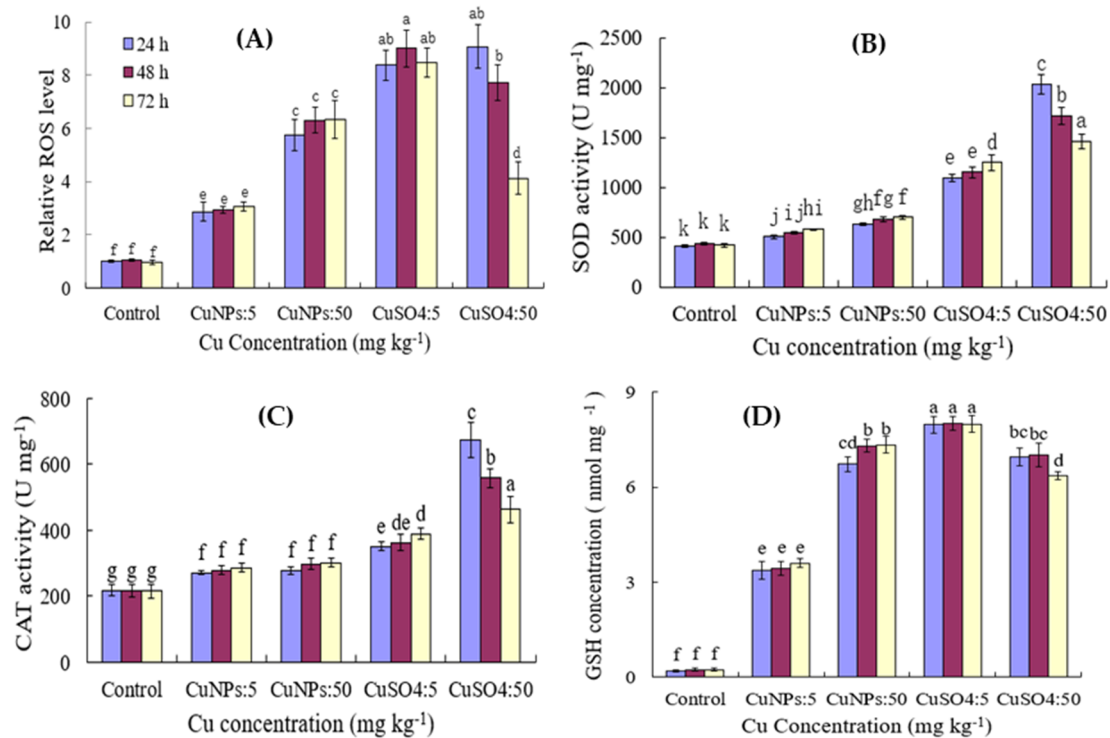 (A)
24 h
48 h
72 h
Relative ROS level
10
8
6
4
2
0
f f f
e e e
c c c
ab a ab
ab b d
Control CuNPs:5 CuNPs:50 CuSO4:5 CuSO4:50
Cu Concentration (mg kg-1)
(B)
SOD activity (U mg-1)
2500
2000
1500
1000
500
0
k k k
j ij hi
gh fg f
e e d
c b a
Control CuNPs:5 CuNPs:50 CuSO4:5 CuSO4:50
Cu concentration (mg kg-1)
(C)
CAT activity (U mg-1)
800
600
400
200
0
g g g
f f f
f f f
e de d
c b a
Control CuNPs:5 CuNPs:50 CuSO4:5 CuSO4:50
Cu concentration (mg kg-1)
(D)
GSH concentration ( nmol mg -1)
9
6
3
0
f f f
e e e
cd b b
a a a
bc bc d
Control CuNPs:5 CuNPs:50 CuSO4:5 CuSO4:50
Cu Concentration (mg kg-1)